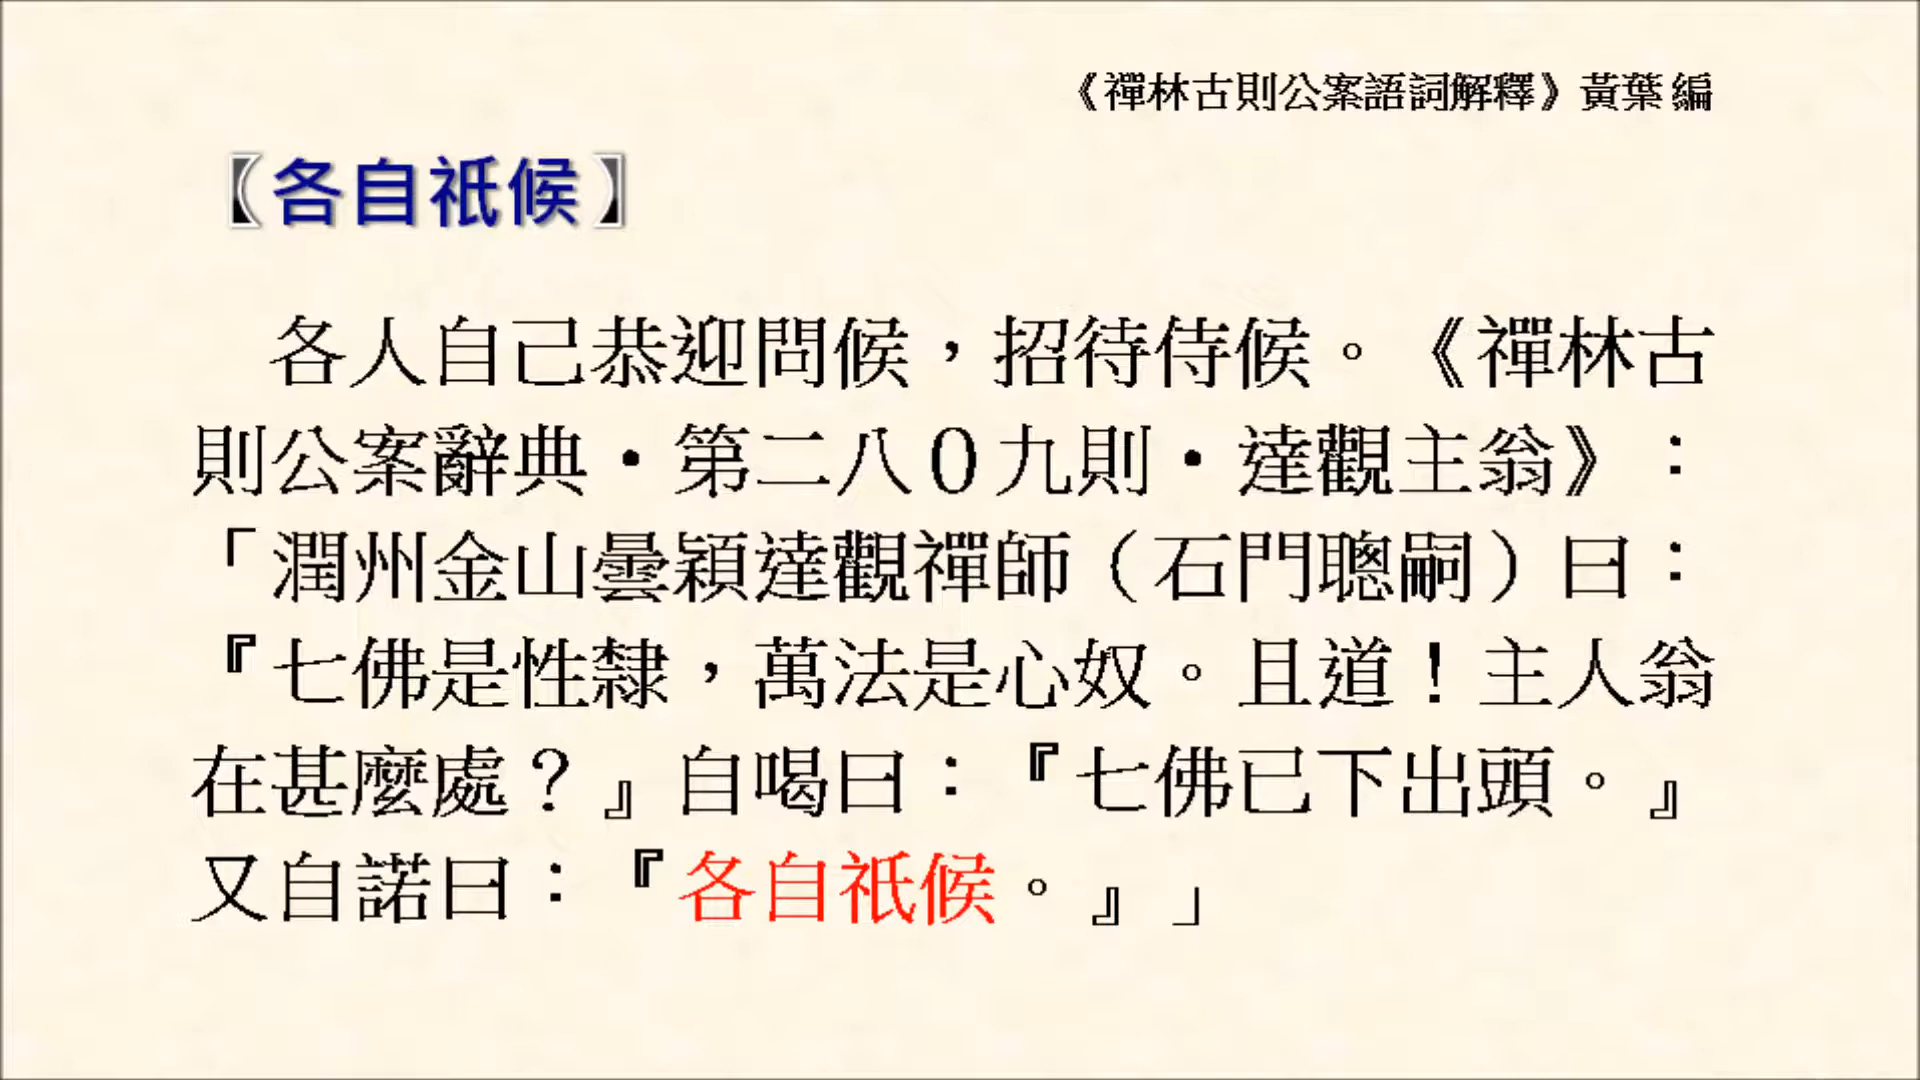 《禪林古則公案語詞解釋》黃葉 編
【各自祇候】
各人自己恭迎問候，招待侍候。《禪林古
則公案辭典・第二八０九則・達觀主翁》：
「潤州金山曇穎達觀禪師（石門聰嗣）曰：
『七佛是性隸，萬法是心奴。且道！主人翁
在甚麼處？』自喝曰：『七佛已下出頭。』
又自諾曰：『各自祇候。』」